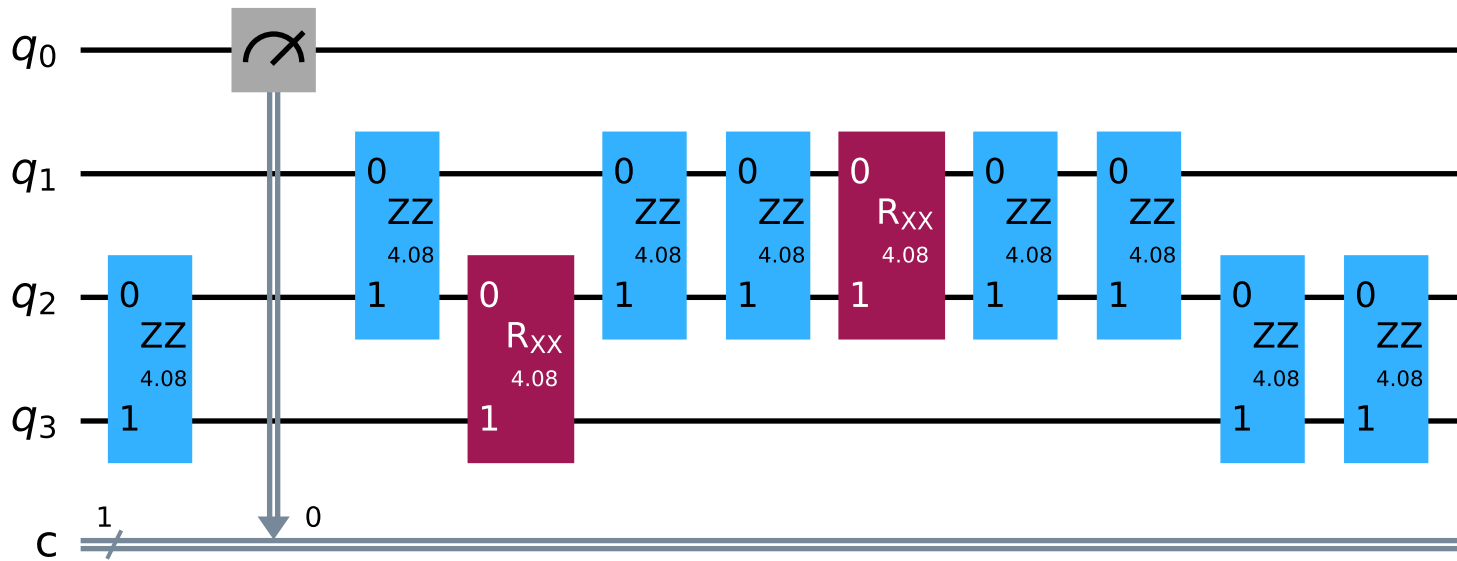 q0
0 0 0 0 0 0
q1
ZZ ZZ ZZ RXX ZZ ZZ
4.08 4.08 4.08 4.08 4.08 4.08
q2
0 1 0 1 1 1 1 1 0 0
ZZ RXX ZZ ZZ
4.08 4.08 4.08 4.08
q3
1 1 1 1
1 0
c